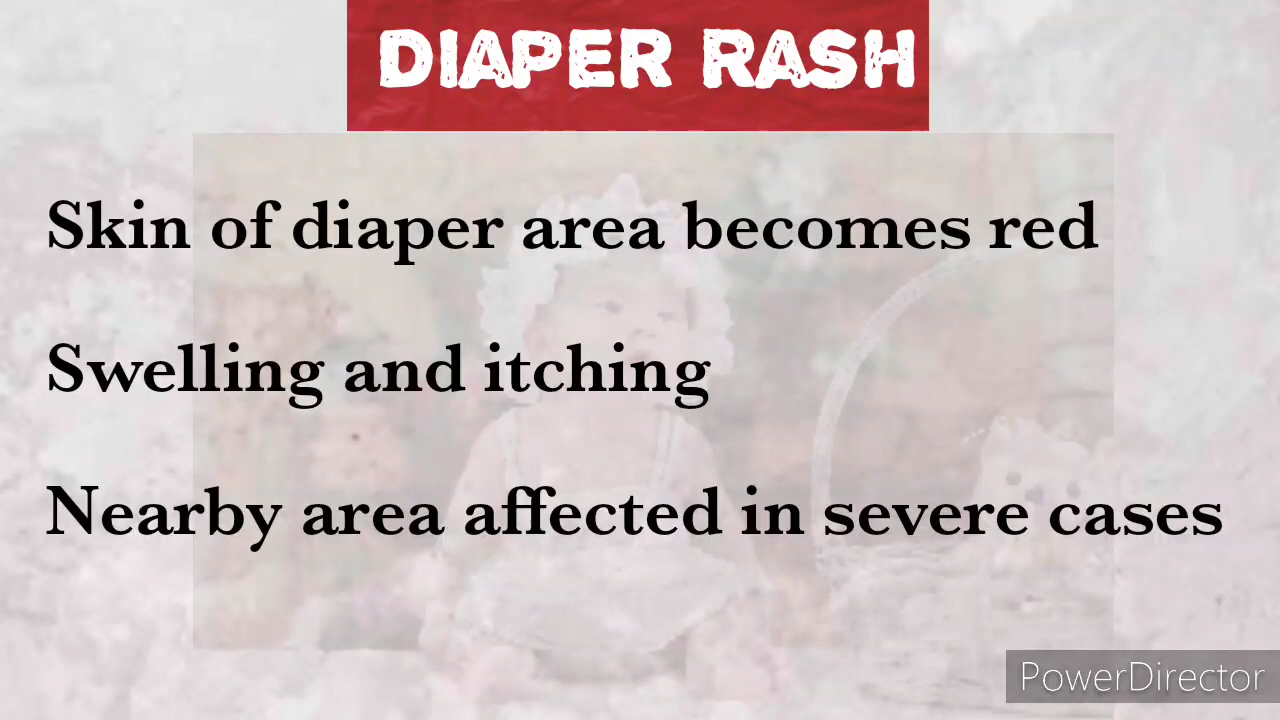 DIAPER RASH
Skin of diaper area becomes red
Swelling and itching
Nearby area affected in severe cases
PowerDirector